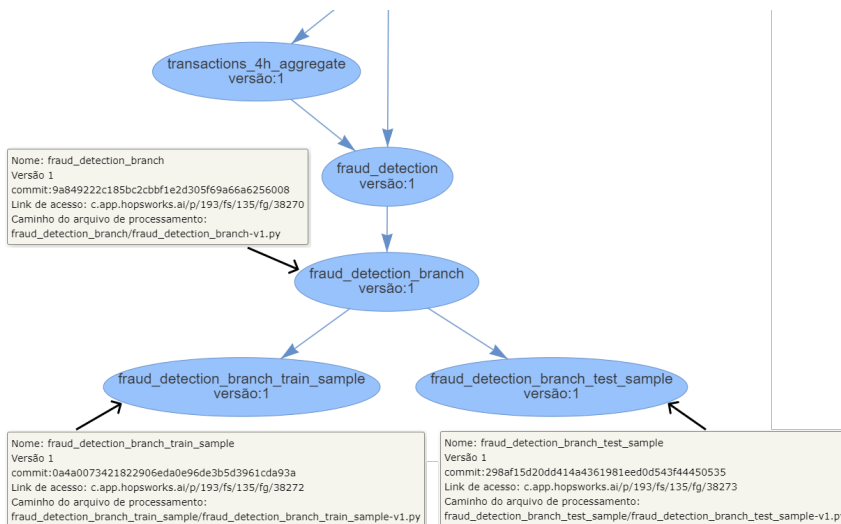 transactions_4h_aggregate
versão:1
Nome: fraud_detection_branch
Versão 1
commit:9a849222c185bc2cbbf1e2d305f69a66a6256008
Link de acesso: c.app.hopsworks.ai/p/193/fs/135/fg/38270
Caminho do arquivo de processamento:
fraud_detection_branch/fraud_detection_branch-v1.py
fraud_detection
versão:1
fraud_detection_branch
versão:1
fraud_detection_branch_train_sample
versão:1
fraud_detection_branch_test_sample
versão:1
Nome: fraud_detection_branch_train_sample
Versão 1
commit:0a4a0073421822906eda0e96de3b5d3961cda93a
Link de acesso: c.app.hopsworks.ai/p/193/fs/135/fg/38272
Caminho do arquivo de processamento:
fraud_detection_branch_train_sample/fraud_detection_branch_train_sample-v1.py
Nome: fraud_detection_branch_test_sample
Versão 1
commit:298af15d20dd414a4361981eed0d543f44450535
Link de acesso: c.app.hopsworks.ai/p/193/fs/135/fg/38273
Caminho do arquivo de processamento:
fraud_detection_branch_test_sample/fraud_detection_branch_test_sample-v1.py